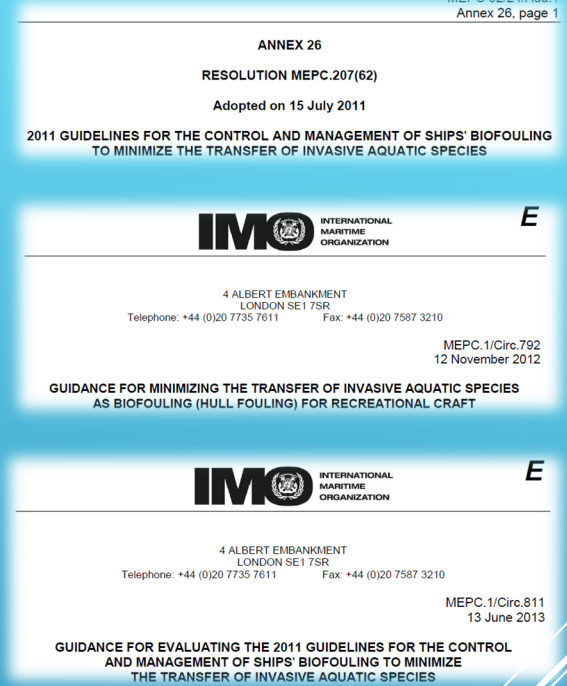 Annex 26, page 1
ANNEX 26
RESOLUTION MEPC.207(62)
Adopted on 15 July 2011
2011 GUIDELINES FOR THE CONTROL AND MANAGEMENT OF SHIPS' BIOFOULING
TO MINIMIZE THE TRANSFER OF INVASIVE AQUATIC SPECIES
E
IMO
INTERNATIONAL
MARITIME
ORGANIZATION
4 ALBERT EMBANKMENT
LONDON SE1 7SR
Telephone: +44 (0)20 7735 7611 Fax: +44 (0)20 7587 3210
MEPC.1/Circ.792
12 November 2012
GUIDANCE FOR MINIMIZING THE TRANSFER OF INVASIVE AQUATIC SPECIES
AS BIOFOULING (HULL FOULING) FOR RECREATIONAL CRAFT
E
IMO
INTERNATIONAL
MARITIME
ORGANIZATION
4 ALBERT EMBANKMENT
LONDON SE1 7SR
Telephone: +44 (0)20 7735 7611 Fax: +44 (0)20 7587 3210
MEPC.1/Circ.811
13 June 2013
GUIDANCE FOR EVALUATING THE 2011 GUIDELINES FOR THE CONTROL
AND MANAGEMENT OF SHIPS' BIOFOULING TO MINIMIZE
THE TRANSFER OF INVASIVE AQUATIC SPECIES